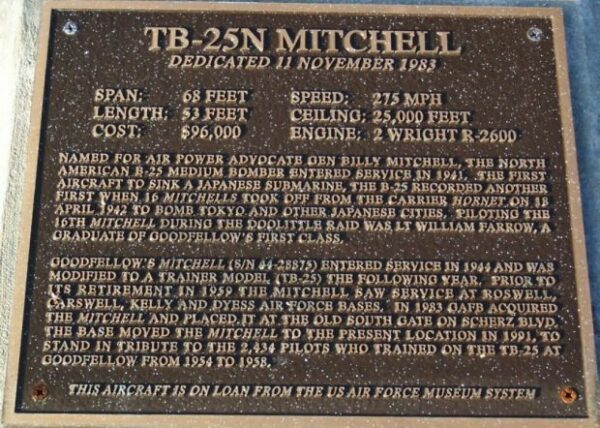 TB-25N MITCHELL
DEDICATED 11 NOVEMBER 1983
SPAN: 68 FEET SPEED: 275 MPH
LENGTH: 53 FEET CEILING: 25,000 FEET
COST: $96,000 ENGINE: 2 WRIGHT R-2600
NAMED FOR AIR POWER ADVOCATE GEN BILLY MITCHELL, THE NORTH
AMERICAN B-25 MEDIUM BOMBER ENTERED SERVICE IN 1941. THE FIRST
AIRCRAFT TO SINK A JAPANESE SUBMARINE, THE B-25 RECORDED ANOTHER
FIRST WHEN 16 MITCHELLS TOOK OFF FROM THE CARRIER HORNET ON 18
APRIL 1942 TO BOMB TOKYO AND OTHER JAPANESE CITIES. PILOTING THE
16TH MITCHELL DURING THE DOOLITTLE RAID WAS LT WILLIAM FARROW, A
GRADUATE OF GOODFELLOW'S FIRST CLASS.
GOODFELLOW'S MITCHELL (S/N 44-28875) ENTERED SERVICE IN 1944 AND WAS
MODIFIED TO A TRAINER MODEL (TB-25) THE FOLLOWING YEAR. PRIOR TO
ITS RETIREMENT IN 1959 THE MITCHELL SAW SERVICE AT ROSWELL,
CARSWELL, KELLY AND DYESS AIR FORCE BASES. IN 1983 GAFB ACQUIRED
THE MITCHELL AND PLACED IT AT THE OLD SOUTH GATE ON SCHERZ BLVD.
THE BASE MOVED THE MITCHELL TO THE PRESENT LOCATION IN 1991, TO
STAND IN TRIBUTE TO THE 2,434 PILOTS WHO TRAINED ON THE TB-25 AT
GOODFELLOW FROM 1954 TO 1958.
THIS AIRCRAFT IS ON LOAN FROM THE US AIR FORCE MUSEUM SYSTEM